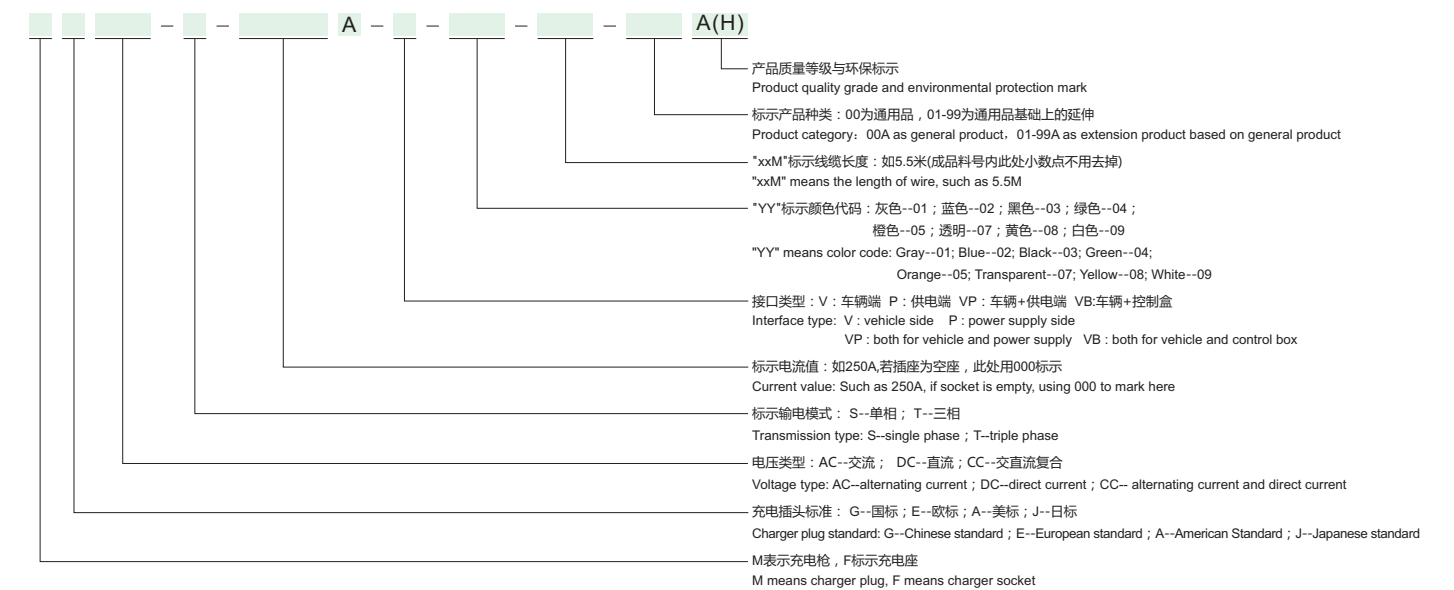 — — A — — — — A(H)
产品质量等级与环保标示
Product quality grade and environmental protection mark
标示产品种类：00为通用品，01-99为通用品基础上的延伸
Product category：00A as general product，01-99A as extension product based on general product
"xxM"标示线缆长度：如5.5米(成品料号内此处小数点不用去掉)
"xxM" means the length of wire, such as 5.5M
"YY"标示颜色代码：灰色--01；蓝色--02；黑色--03；绿色--04；
橙色--05；透明--07；黄色--08；白色--09
"YY" means color code: Gray--01; Blue--02; Black--03; Green--04;
Orange--05; Transparent--07; Yellow--08; White--09
接口类型：V：车辆端 P：供电端 VP：车辆+供电端 VB:车辆+控制盒
Interface type: V : vehicle side P : power supply side
VP : both for vehicle and power supply VB : both for vehicle and control box
标示电流值：如250A,若插座为空座，此处用000标示
Current value: Such as 250A, if socket is empty, using 000 to mark here
标示输电模式： S--单相； T--三相
Transmission type: S--single phase；T--triple phase
电压类型：AC--交流； DC--直流；CC--交直流复合
Voltage type: AC--alternating current；DC--direct current；CC-- alternating current and direct current
充电插头标准： G--国标；E--欧标；A--美标；J--日标
Charger plug standard: G--Chinese standard；E--European standard；A--American Standard；J--Japanese standard
M表示充电枪，F标示充电座
M means charger plug, F means charger socket